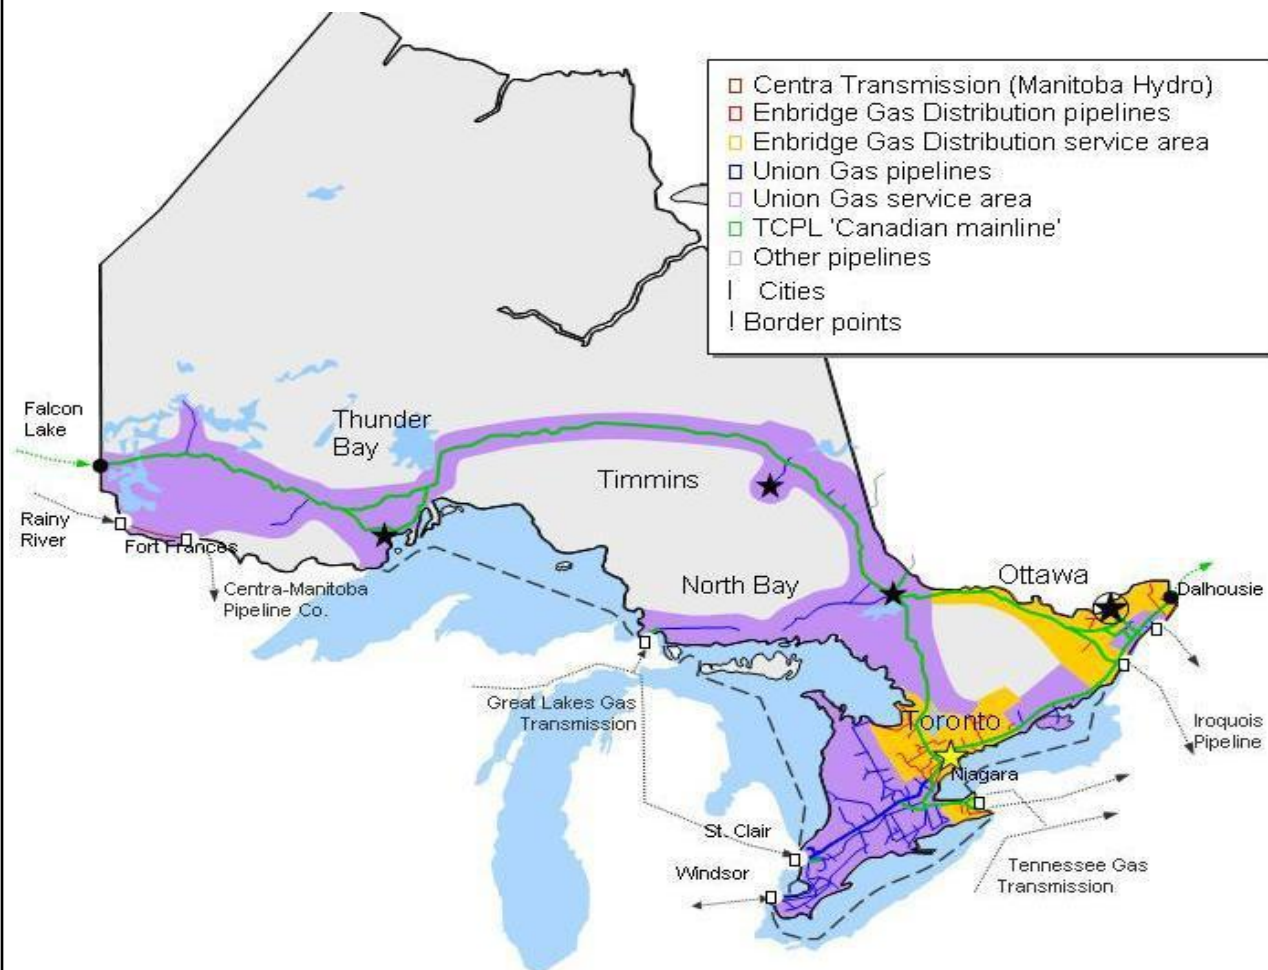 Centra Transmission (Manitoba Hydro)
Enbridge Gas Distribution pipelines
Enbridge Gas Distribution service area
Union Gas pipelines
Union Gas service area
TCPL 'Canadian mainline'
Other pipelines
| Cities
! Border points
Falcon
Lake
Thunder
Bay
Timmins
Rainy
River
Fort Frances
Centra-Manitoba
Pipeline Co.
North Bay
Ottawa
Dalhousie
Great Lakes Gas
Transmission
Toronto
Iroquois
Pipeline
Niagara
St. Clair
Windsor
Tennessee Gas
Transmission